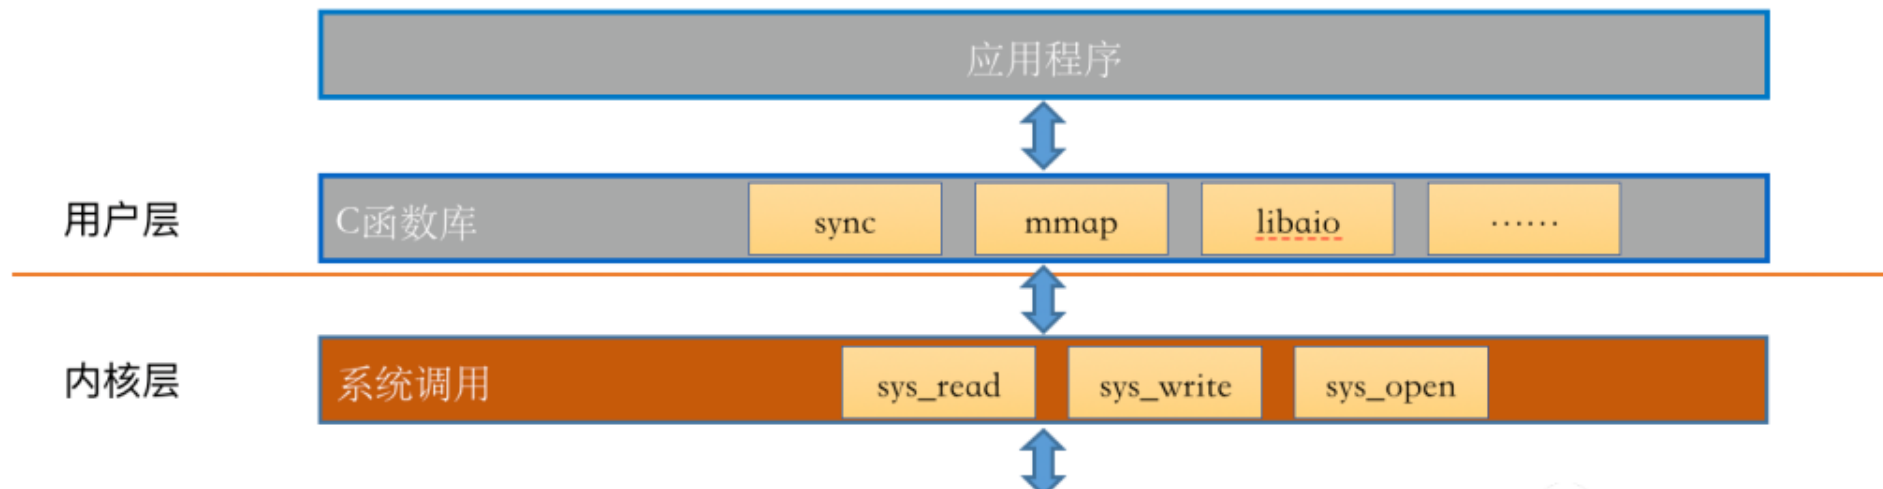 应用程序
用户层
C函数库
sync
mmap
libaio
……
内核层
系统调用
sys_read
sys_write
sys_open